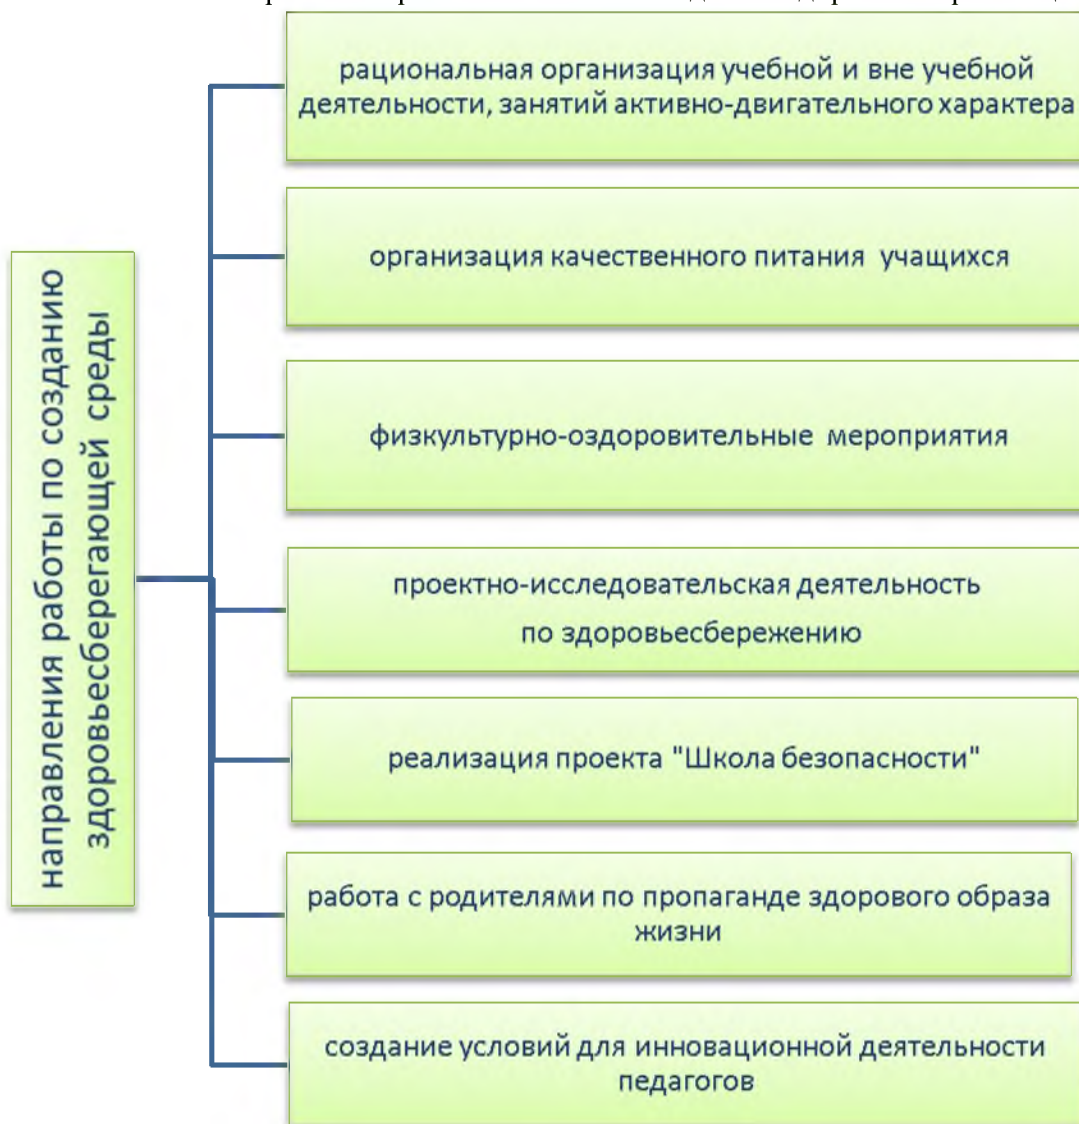 направления работы по созданию
здоровьесберегающей среды
рациональная организация учебной и вне учебной
деятельности, занятий активно-двигательного характера
организация качественного питания учащихся
физкультурно-оздоровительные мероприятия
проектно-исследовательская деятельность
по здоровьесбережению
реализация проекта "Школа безопасности"
работа с родителями по пропаганде здорового образа
жизни
создание условий для инновационной деятельности
педагогов